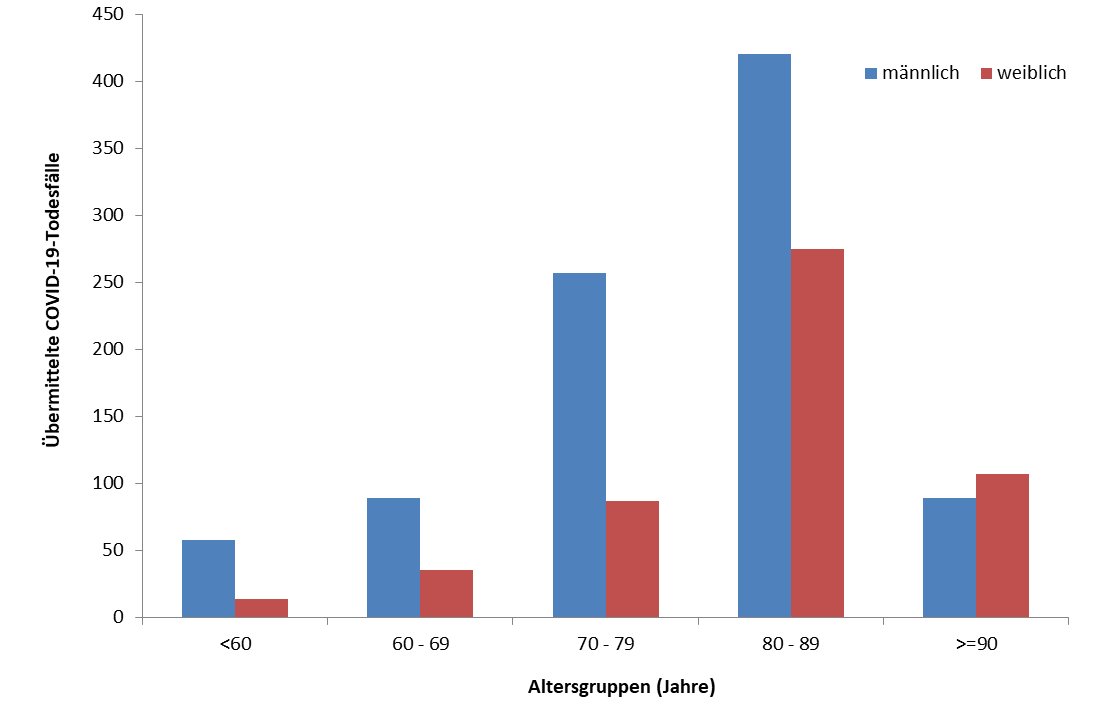 450
400
350
300
250
200
150
100
50
0
Übermittelte COVID-19-Todesfälle
männlich weiblich
<60 60 - 69 70 - 79 80 - 89 >=90
Altersgruppen (Jahre)